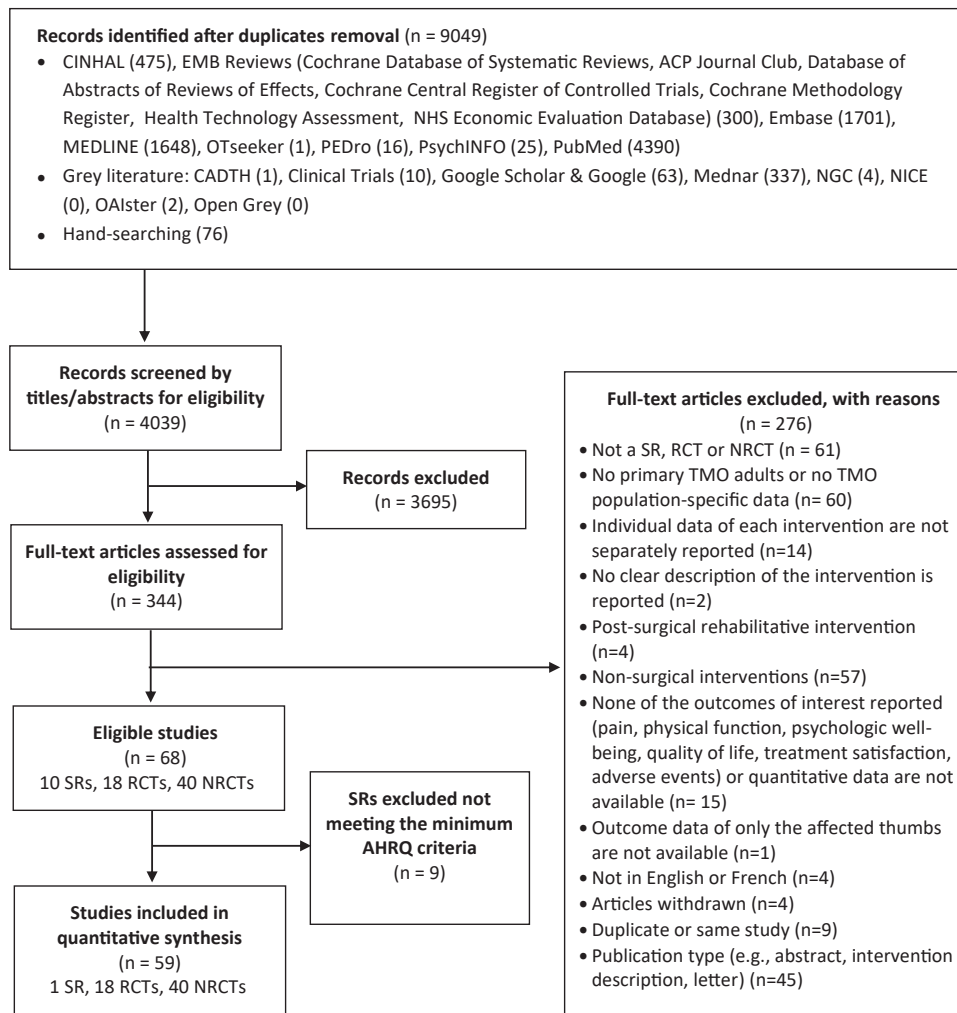 Records identified after duplicates removal (n = 9049)
• CINHAL (475), EMB Reviews (Cochrane Database of Systematic Reviews, ACP Journal Club, Database of
Abstracts of Reviews of Effects, Cochrane Central Register of Controlled Trials, Cochrane Methodology
Register, Health Technology Assessment, NHS Economic Evaluation Database) (300), Embase (1701),
MEDLINE (1648), OTseeker (1), PEDro (16), PsychINFO (25), PubMed (4390)
• Grey literature: CADTH (1), Clinical Trials (10), Google Scholar & Google (63), Mednar (337), NGC (4), NICE
(0), OAIster (2), Open Grey (0)
• Hand-searching (76)
Records screened by
titles/abstracts for eligibility
(n = 4039)
Records excluded
(n = 3695)
Full-text articles assessed for
eligibility
(n = 344)
Full-text articles excluded, with reasons
(n = 276)
• Not a SR, RCT or NRCT (n = 61)
• No primary TMO adults or no TMO
population-specific data (n= 60)
• Individual data of each intervention are not
separately reported (n=14)
• No clear description of the intervention is
reported (n=2)
• Post-surgical rehabilitative intervention
(n=4)
• Non-surgical interventions (n=57)
• None of the outcomes of interest reported
(pain, physical function, psychologic well-
being, quality of life, treatment satisfaction,
adverse events) or quantitative data are not
available (n= 15)
• Outcome data of only the affected thumbs
are not available (n=1)
• Not in English or French (n=4)
• Articles withdrawn (n=4)
• Duplicate or same study (n=9)
• Publication type (e.g., abstract, intervention
description, letter) (n=45)
Eligible studies
(n = 68)
10 SRs, 18 RCTs, 40 NRCTs
SRs excluded not
meeting the minimum
AHRQ criteria
(n = 9)
Studies included in
quantitative synthesis
(n = 59)
1 SR, 18 RCTs, 40 NRCTs